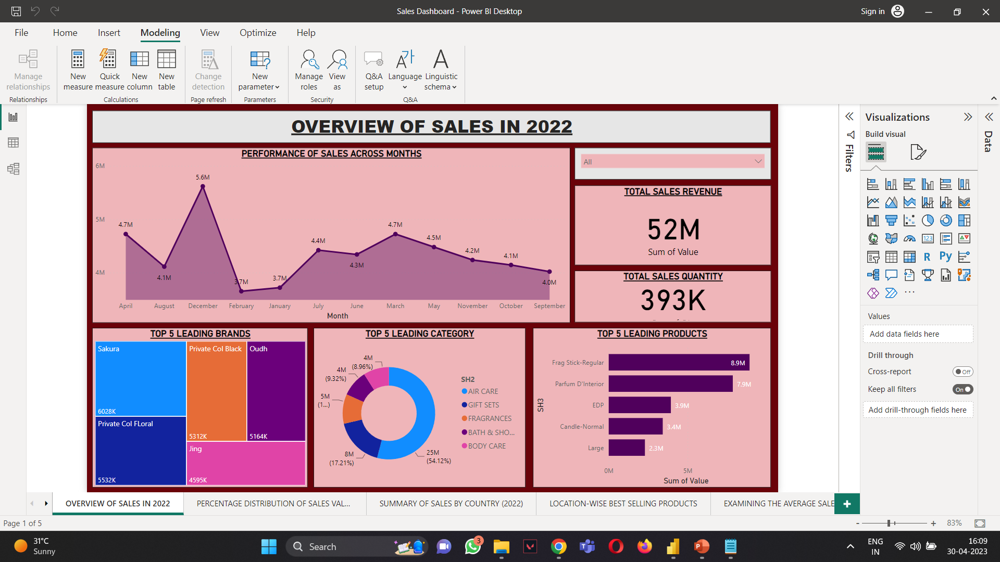 Sales Dashboard - Power BI Desktop
Sign in
File
Home
Insert
Modeling
View
Optimize
Help
Manage
relationships
New
measure
Quick
measure
New
column
New
table
Change
detection
New
parameter
Manage
roles
View
as
Q&A
setup
Language
Linguistic
schema
Relationships
Calculations
Page refresh
Parameters
Security
Q&A
OVERVIEW OF SALES IN 2022
PERFORMANCE OF SALES ACROSS MONTHS
6M
5M
4M
4.7M
4.1M
5.6M
3.7M
3.7M
4.4M
4.3M
4.7M
4.5M
4.2M
4.1M
4.0M
April
August
December
February
January
July
June
March
May
November
October
September
Month
All
TOTAL SALES REVENUE
52M
Sum of Value
TOTAL SALES QUANTITY
393K
TOP 5 LEADING BRANDS
Sakura
6028K
Private Col FLoral
5532K
Private Col Black
5312K
Oudh
5164K
Jing
4595K
TOP 5 LEADING CATEGORY
4M
(8.96%)
4M
(9.32%)
5M
(1...)
8M
(17.21%)
25M
(54.12%)
SH2
AIR CARE
GIFT SETS
FRAGRANCES
BATH & SHO...
BODY CARE
TOP 5 LEADING PRODUCTS
SH3
Frag Stick-Regular
8.9M
Parfum D'Interior
7.9M
EDP
3.9M
Candle-Normal
3.4M
Large
2.3M
0M
5M
Sum of Value
Filters
Visualizations
Build visual
R
Py
123
Values
Add data fields here
Drill through
Cross-report
Off
Keep all filters
On
Add drill-through fields here
Data
OVERVIEW OF SALES IN 2022
PERCENTAGE DISTRIBUTION OF SALES VAL...
SUMMARY OF SALES BY COUNTRY (2022)
LOCATION-WISE BEST SELLING PRODUCTS
EXAMINING THE AVERAGE SALE
+
Page 1 of 5
- + 83%
31°C
Sunny
Search
3
ENG
IN
16:09
30-04-2023